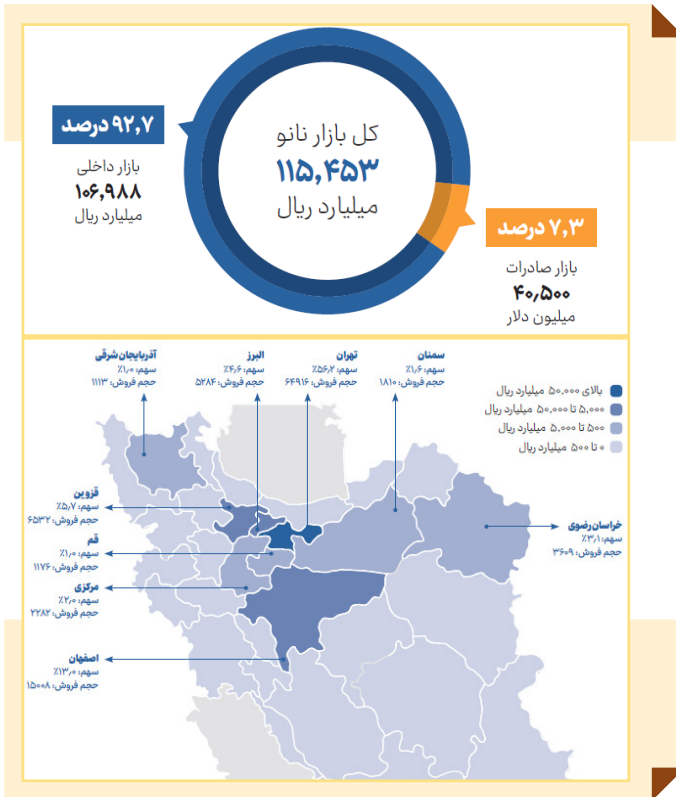 کل بازار نانو
۱۱۵,۴۵۳
میلیارد ریال
۹۲,۷ درصد
بازار داخلی
۱۰۶,۹۸۸
میلیارد ریال
۷,۳ درصد
بازار صادرات
۴۰٫۵۰۰
میلیون دلار
سمنان
سهم: ۱٫۶٪
حجم فروش: ۱۸۱۰
تهران
سهم: ۵۶٫۲٪
حجم فروش: ۶۴۹۱۶
البرز
سهم: ۴٫۶٪
حجم فروش: ۵۲۸۴
آذربایجان شرقی
سهم: ۱٫۰٪
حجم فروش: ۱۱۱۳
بالای ۵۰,۰۰۰ میلیارد ریال
۵,۰۰۰ تا ۵۰,۰۰۰ میلیارد ریال
۵۰۰ تا ۵,۰۰۰ میلیارد ریال
۰ تا ۵۰۰ میلیارد ریال
قزوین
سهم: ۵٫۷٪
حجم فروش: ۶۵۳۲
قم
سهم: ۱٫۰٪
حجم فروش: ۱۱۷۶
مرکزی
سهم: ۲٫۰٪
حجم فروش: ۲۲۸۲
اصفهان
سهم: ۱۳٫۰٪
حجم فروش: ۱۵۰۰۸
خراسان رضوی
سهم: ۳٫۱٪
حجم فروش: ۳۶۰۹